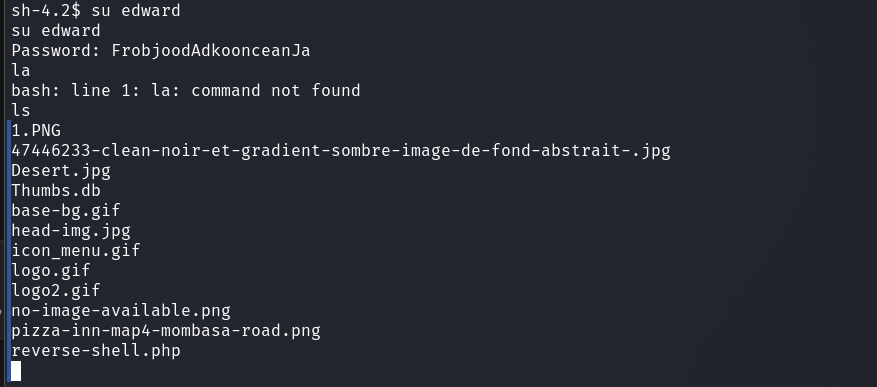 sh-4.2$ su edward
su edward
Password: FrobjoodAdkoonceanJa
la
bash: line 1: la: command not found
ls
1.PNG
47446233-clean-noir-et-gradient-sombre-image-de-fond-abstrait-.jpg
Desert.jpg
Thumbs.db
base-bg.gif
head-img.jpg
icon_menu.gif
logo.gif
logo2.gif
no-image-available.png
pizza-inn-map4-mombasa-road.png
reverse-shell.php